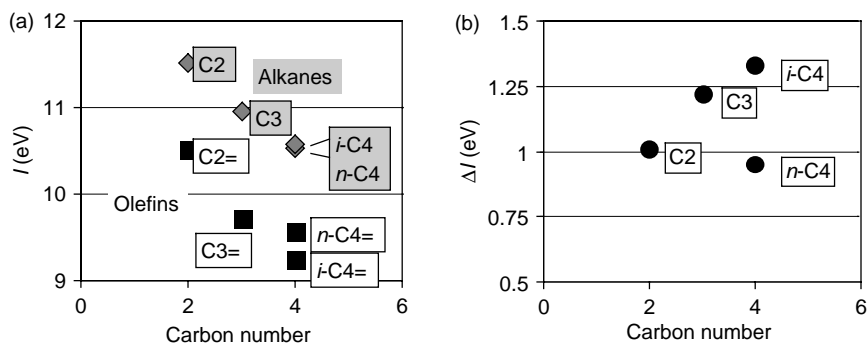 (a)
I (eV)
12
11
10
9
C2
Alkanes
C3
C2=
i-C4
n-C4
Olefins
C3=
n-C4=
i-C4=
0
2
4
6
Carbon number
(b)
ΔI (eV)
1.5
1.25
1
0.75
0.5
i-C4
C3
C2
n-C4
0
2
4
6
Carbon number